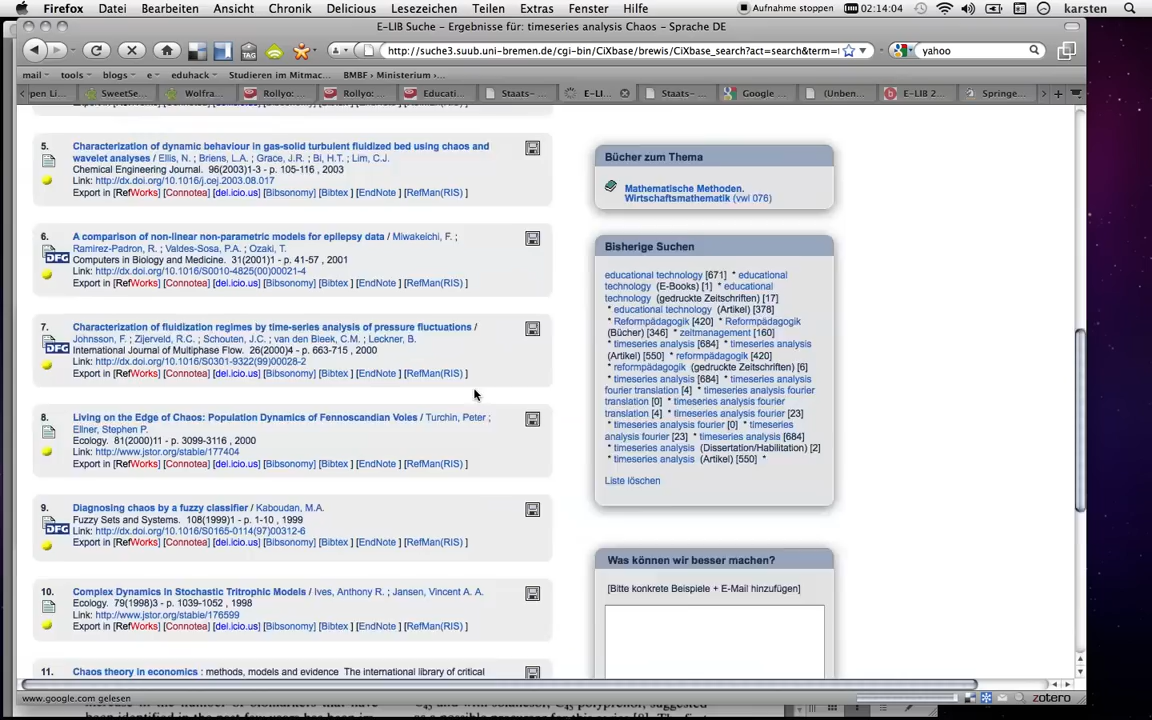 Firefox Datei Bearbeiten Ansicht Chronik Delicious Lesezeichen Teilen Extras Fenster Hilfe Aufnahme stoppen 02:14:04 karsten
E-LIB Suche - Ergebnisse für: timeseries analysis Chaos - Sprache DE
http://suche3.suub.uni-bremen.de/cgi-bin/CiXbase/brewis/CiXbase_search?act=search&term= yahoo
mail tools blogs e eduhack Studieren im Mitmac... BMBF › Ministerium ›...
pen Li... SweetSe... Wolfra... Rollyo:... Rollyo:... Educati... Staats-... E-LI... Staats-... Google ... (Unben... E-LIB 2... Springe...
5. Characterization of dynamic behaviour in gas-solid turbulent fluidized bed using chaos and
wavelet analyses / Ellis, N. ; Briens, L.A. ; Grace, J.R. ; Bi, H.T. ; Lim, C.J.
Chemical Engineering Journal. 96(2003)1-3 - p. 105-116 , 2003
Link: http://dx.doi.org/10.1016/j.cej.2003.08.017
Export in [RefWorks] [Connotea] [del.icio.us] [Bibsonomy] [Bibtex ] [EndNote ] [RefMan(RIS) ]
6. A comparison of non-linear non-parametric models for epilepsy data / Miwakeichi, F. ;
Ramirez-Padron, R. ; Valdes-Sosa, P.A. ; Ozaki, T.
DFG Computers in Biology and Medicine. 31(2001)1 - p. 41-57 , 2001
Link: http://dx.doi.org/10.1016/S0010-4825(00)00021-4
Export in [RefWorks] [Connotea] [del.icio.us] [Bibsonomy] [Bibtex ] [EndNote ] [RefMan(RIS) ]
7. Characterization of fluidization regimes by time-series analysis of pressure fluctuations /
Johnsson, F. ; Zijerveld, R.C. ; Schouten, J.C. ; van den Bleek, C.M. ; Leckner, B.
DFG International Journal of Multiphase Flow. 26(2000)4 - p. 663-715 , 2000
Link: http://dx.doi.org/10.1016/S0301-9322(99)00028-2
Export in [RefWorks] [Connotea] [del.icio.us] [Bibsonomy] [Bibtex ] [EndNote ] [RefMan(RIS) ]
8. Living on the Edge of Chaos: Population Dynamics of Fennoscandian Voles / Turchin, Peter ;
Ellner, Stephen P.
Ecology. 81(2000)11 - p. 3099-3116 , 2000
Link: http://www.jstor.org/stable/177404
Export in [RefWorks] [Connotea] [del.icio.us] [Bibsonomy] [Bibtex ] [EndNote ] [RefMan(RIS) ]
9. Diagnosing chaos by a fuzzy classifier / Kaboudan, M.A.
Fuzzy Sets and Systems. 108(1999)1 - p. 1-10 , 1999
DFG Link: http://dx.doi.org/10.1016/S0165-0114(97)00312-6
Export in [RefWorks] [Connotea] [del.icio.us] [Bibsonomy] [Bibtex ] [EndNote ] [RefMan(RIS) ]
10. Complex Dynamics in Stochastic Tritrophic Models / Ives, Anthony R. ; Jansen, Vincent A. A.
Ecology. 79(1998)3 - p. 1039-1052 , 1998
Link: http://www.jstor.org/stable/176599
Export in [RefWorks] [Connotea] [del.icio.us] [Bibsonomy] [Bibtex ] [EndNote ] [RefMan(RIS) ]
11. Chaos theory in economics : methods, models and evidence The international library of critical
Bücher zum Thema
Mathematische Methoden.
Wirtschaftsmathematik (vwl 076)
Bisherige Suchen
educational technology [671] * educational
technology (E-Books) [1] * educational
technology (gedruckte Zeitschriften) [17]
* educational technology (Artikel) [378]
* Reformpädagogik [420] * Reformpädagogik
(Bücher) [346] * zeitmanagement [160]
* timeseries analysis [684] * timeseries analysis
(Artikel) [550] * reformpädagogik [420]
* reformpädagogik (gedruckte Zeitschriften) [6]
* timeseries analysis [684] * timeseries analysis
fourier translation [4] * timeseries analysis fourier
translation [0] * timeseries analysis fourier
translation [4] * timeseries analysis fourier [23]
* timeseries analysis fourier [0] * timeseries
analysis fourier [23] * timeseries analysis [684]
* timeseries analysis (Dissertation/Habilitation) [2]
* timeseries analysis (Artikel) [550] *
Liste löschen
Was können wir besser machen?
[Bitte konkrete Beispiele + E-Mail hinzufügen]
www.google.com gelesen zotero